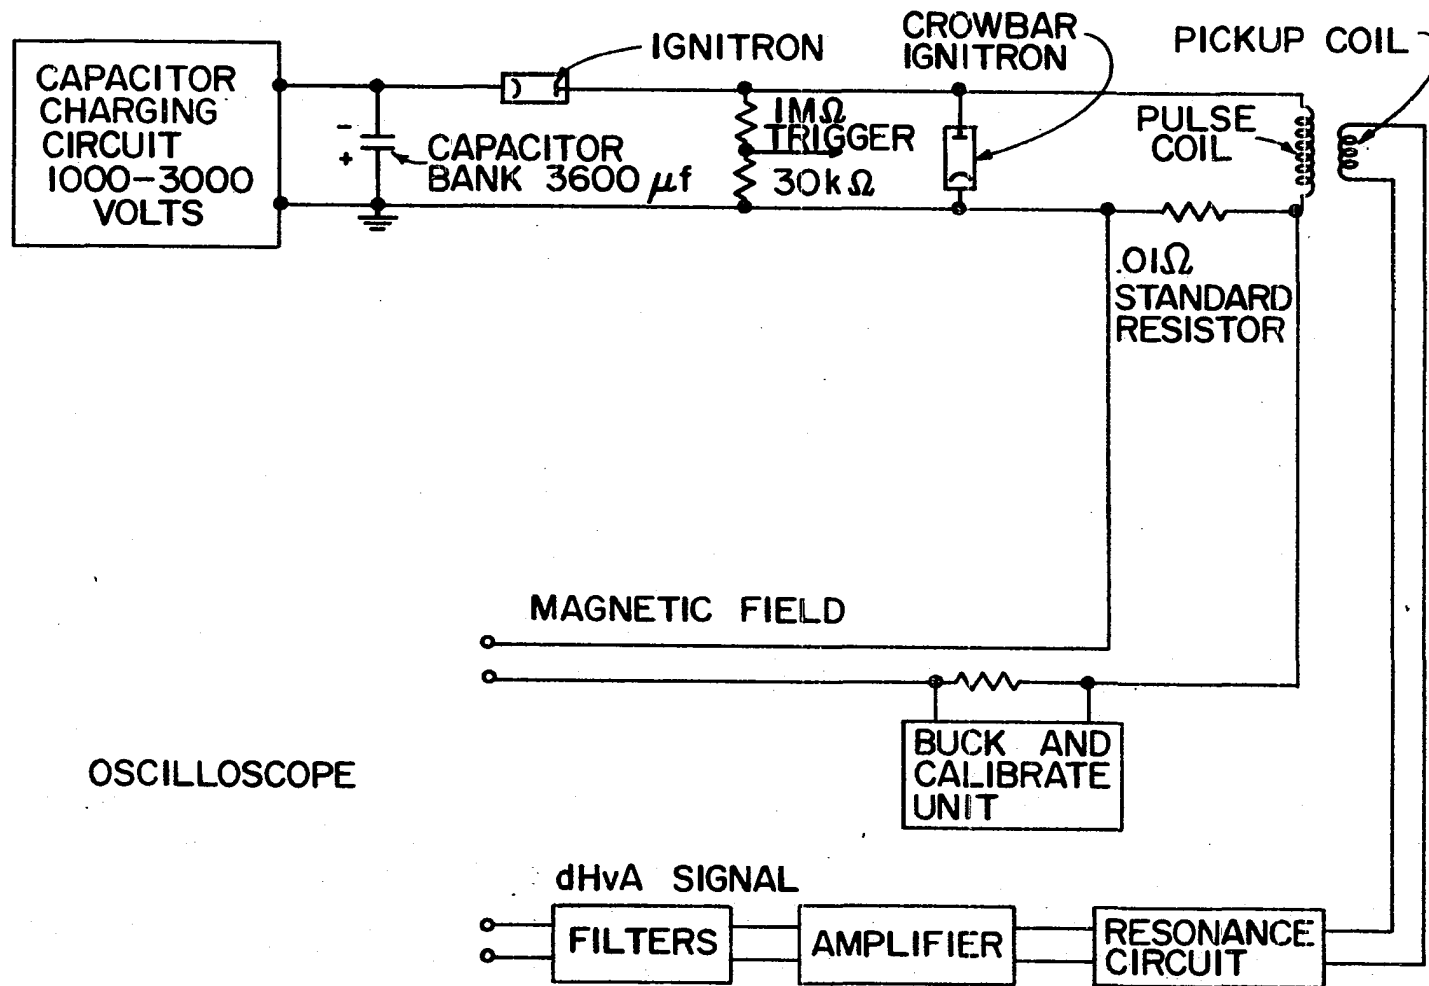 CAPACITOR
CHARGING
CIRCUIT
1000-3000
VOLTS
-
+
CAPACITOR
BANK 3600 μf
IGNITRON
1MΩ
TRIGGER
30kΩ
CROWBAR
IGNITRON
PICKUP COIL
PULSE
COIL
.01Ω
STANDARD
RESISTOR
MAGNETIC FIELD
BUCK AND
CALIBRATE
UNIT
OSCILLOSCOPE
dHvA SIGNAL
FILTERS
AMPLIFIER
RESONANCE
CIRCUIT